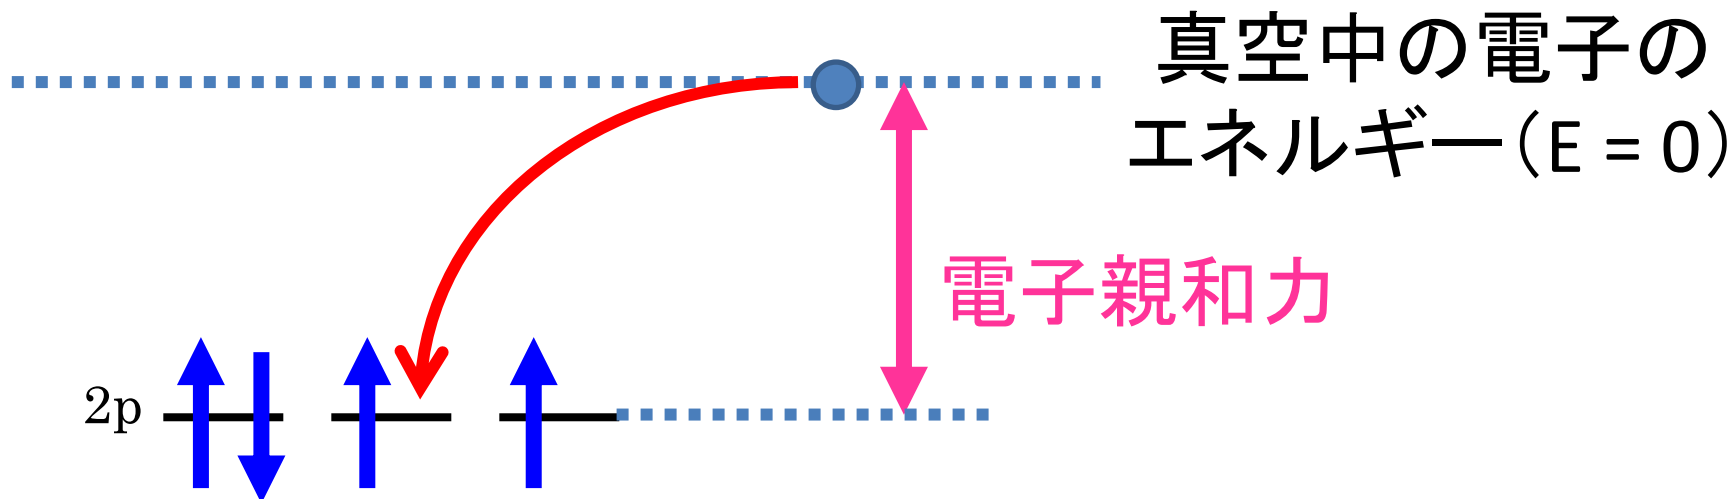 真空中の電子の
エネルギー（E = 0）
電子親和力
2p